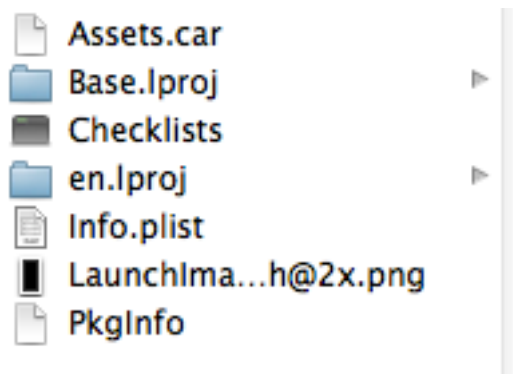 Assets.car
Base.lproj
Checklists
en.lproj
Info.plist
LaunchIma...h@2x.png
PkgInfo